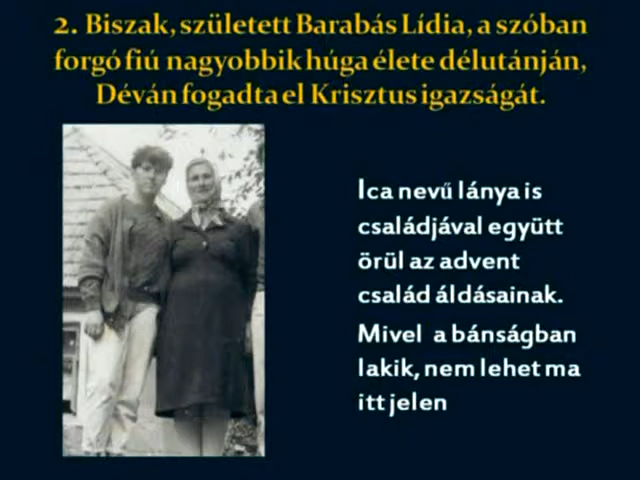 2. Biszak, született Barabás Lídia, a szóban
forgó fiú nagyobbik húga élete délutánján,
Déván fogadta el Krisztus igazságát.
Ica nevű lánya is
családjával együtt
örül az advent
család áldásainak.
Mivel a bánságban
lakik, nem lehet ma
itt jelen